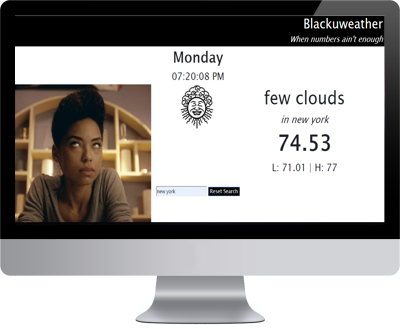 Blackuweather
When numbers ain't enough
Monday
07:20:08 PM
few clouds
in new york
74.53
L: 71.01 | H: 77
new york
Reset Search